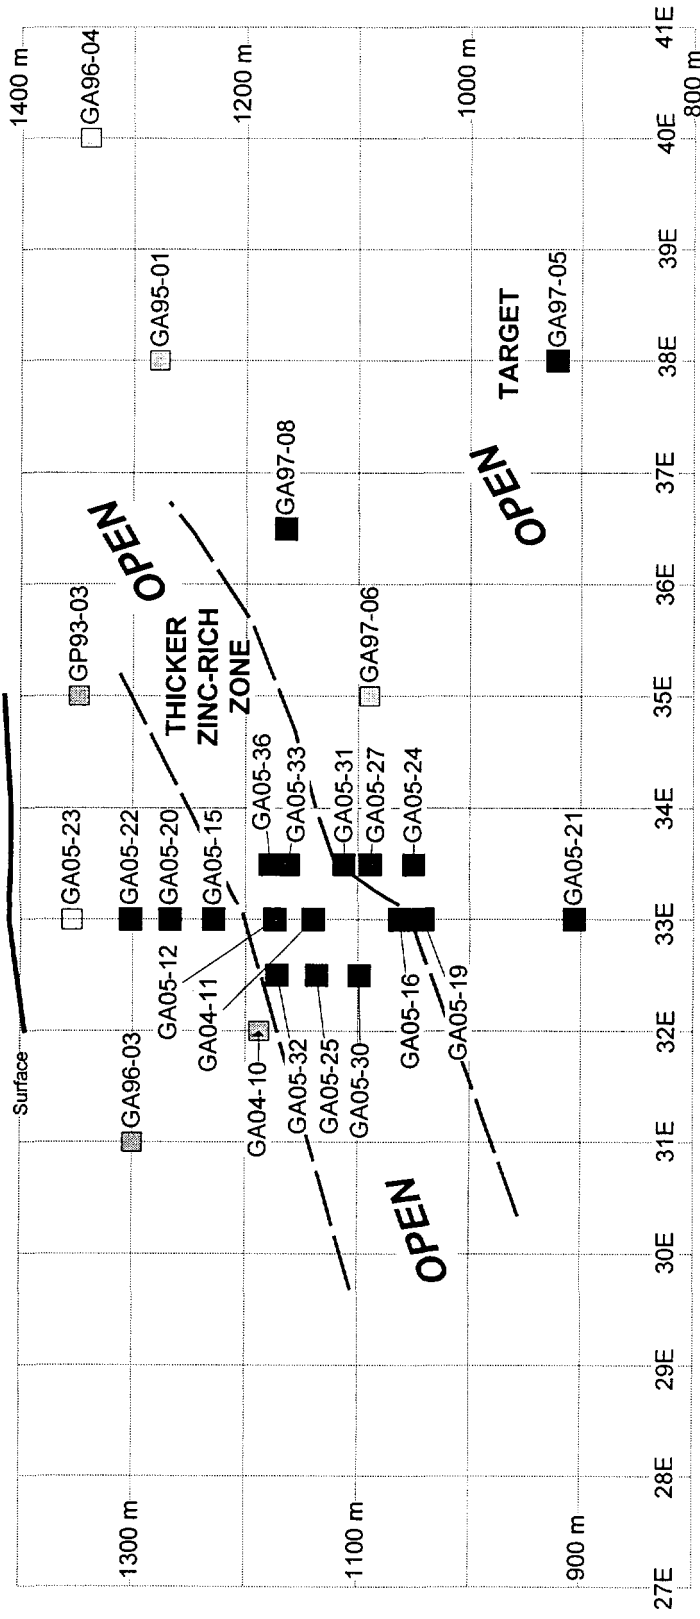 Surface
1400 m
1300 m
1200 m
1100 m
1000 m
900 m
800 m
GA96-03
GA05-23
GA05-22
GA05-20
GA05-15
GP93-03
GA96-04
GA95-01
OPEN
THICKER
ZINC-RICH
ZONE
GA05-12
GA04-11
GA04-10
GA05-32
GA05-25
GA05-30
GA05-36
GA05-33
GA05-31
GA05-27
GA05-24
GA97-08
GA97-06
GA05-16
GA05-19
OPEN
OPEN
TARGET
GA05-21
GA97-05
27E
28E
29E
30E
31E
32E
33E
34E
35E
36E
37E
38E
39E
40E
41E